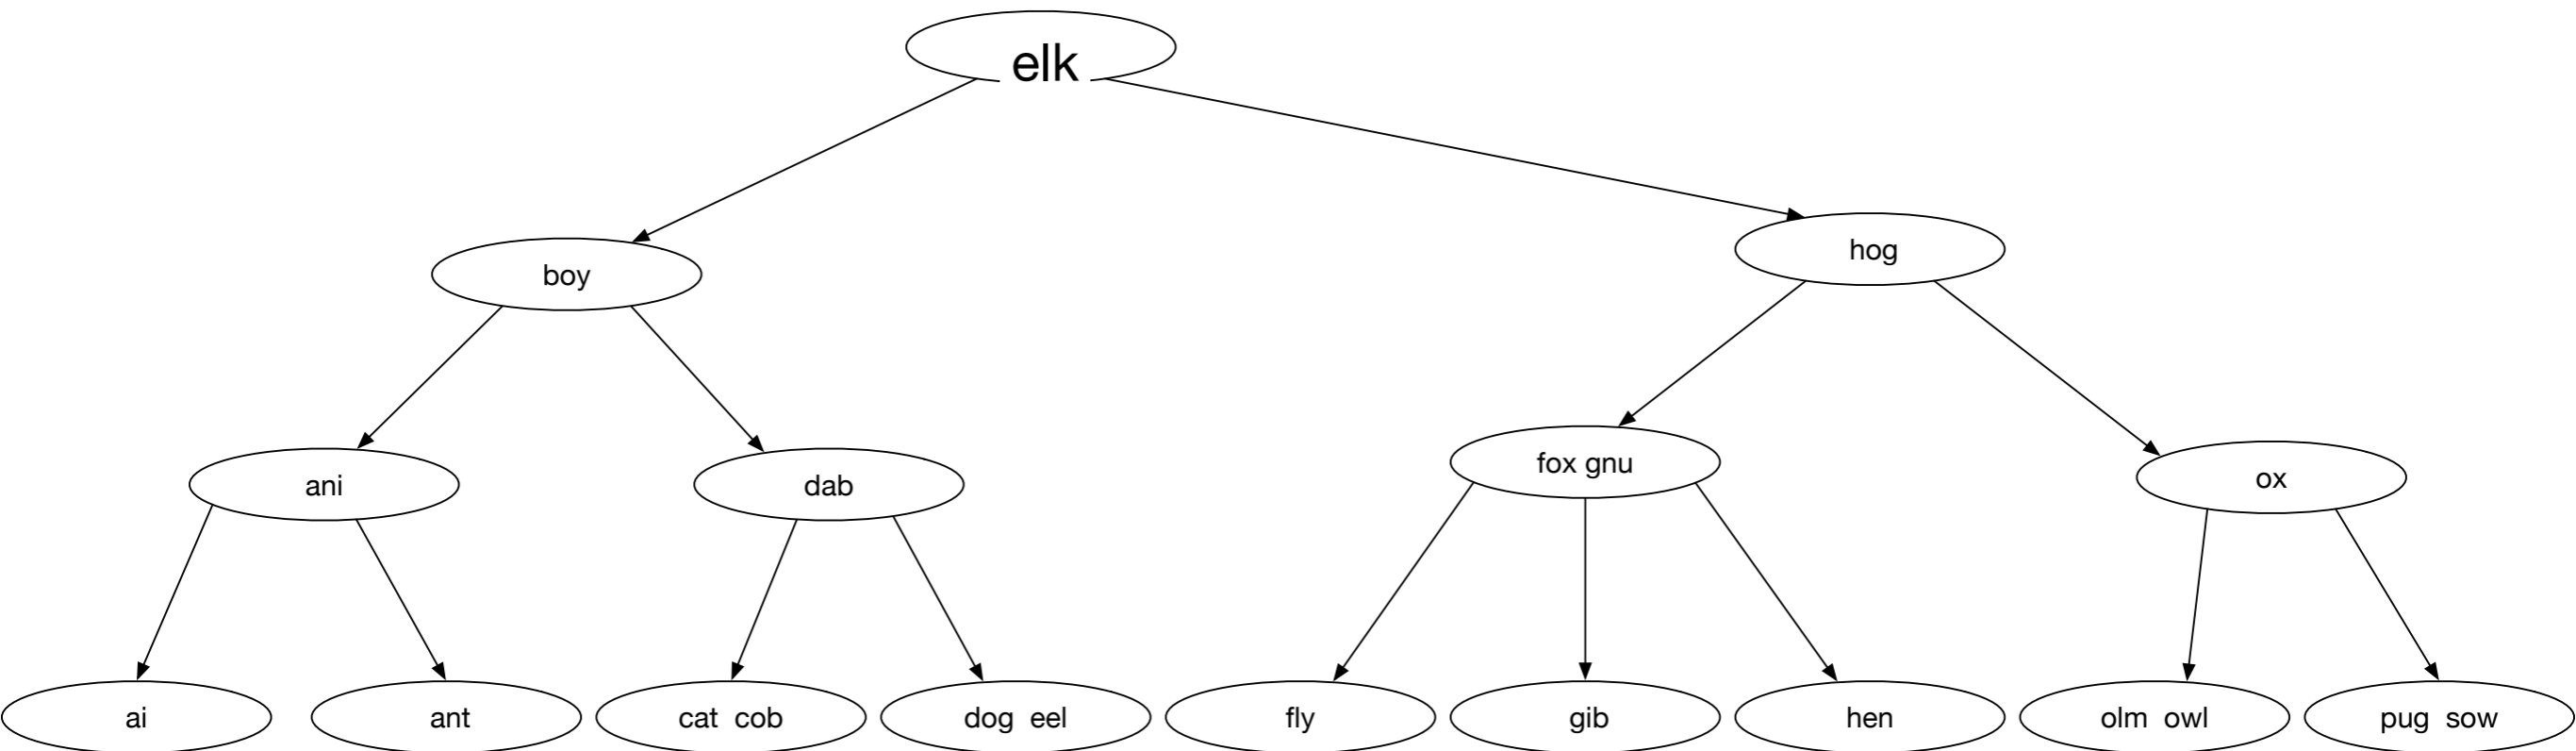 elk
boy
hog
ani
dab
fox gnu
ox
ai
ant
cat cob
dog eel
fly
gib
hen
olm owl
pug sow